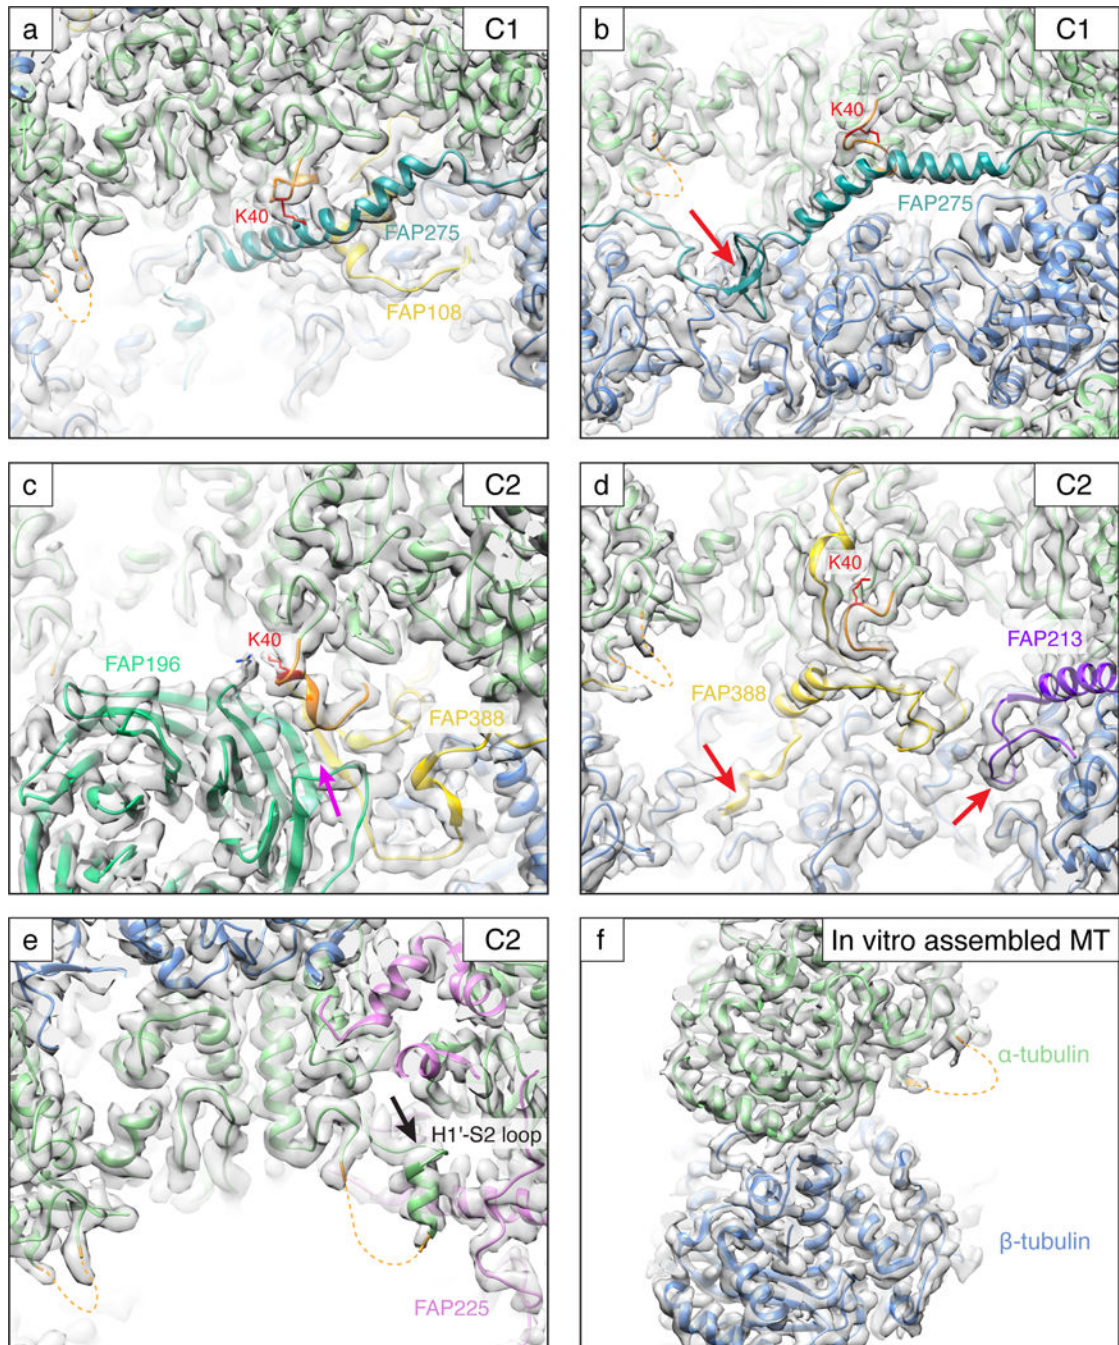 a
C1
K40
FAP275
FAP108
b
C1
K40
FAP275
c
C2
K40
FAP196
FAP388
d
C2
K40
FAP213
FAP388
e
C2
H1'-S2 loop
FAP225
f
In vitro assembled MT
α-tubulin
β-tubulin